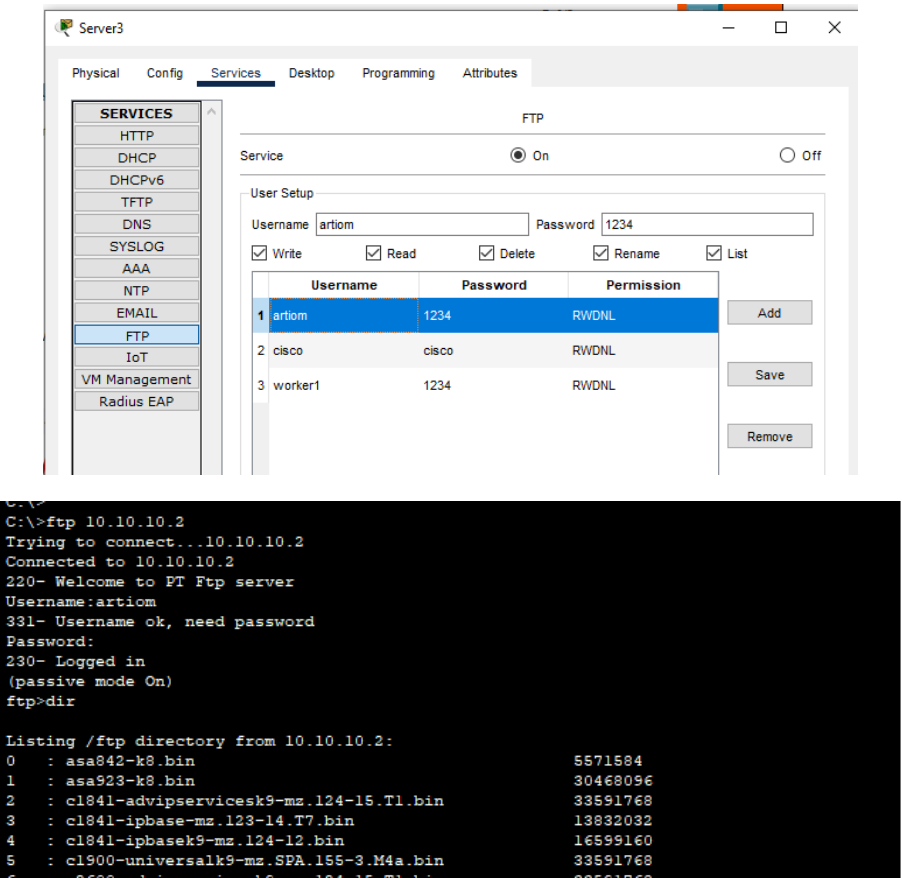 Server3
Physical Config Services Desktop Programming Attributes
SERVICES
HTTP
DHCP
DHCPv6
TFTP
DNS
SYSLOG
AAA
NTP
EMAIL
FTP
IoT
VM Management
Radius EAP
FTP
Service On Off
User Setup
Username artiom Password 1234
Write Read Delete Rename List
Username Password Permission
1 artiom 1234 RWDNL
2 cisco cisco RWDNL
3 worker1 1234 RWDNL
Add
Save
Remove
C:\>
C:\>ftp 10.10.10.2
Trying to connect...10.10.10.2
Connected to 10.10.10.2
220- Welcome to PT Ftp server
Username:artiom
331- Username ok, need password
Password:
230- Logged in
(passive mode On)
ftp>dir
Listing /ftp directory from 10.10.10.2:
0 : asa842-k8.bin 5571584
1 : asa923-k8.bin 30468096
2 : c1841-advipservicesk9-mz.124-15.T1.bin 33591768
3 : c1841-ipbase-mz.123-14.T7.bin 13832032
4 : c1841-ipbasek9-mz.124-12.bin 16599160
5 : c1900-universalk9-mz.SPA.155-3.M4a.bin 33591768